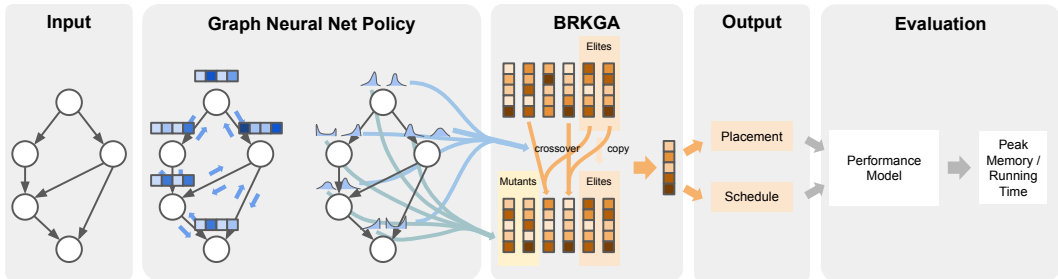 Input
Graph Neural Net Policy
BRKGA
Output
Evaluation
Elites
crossover
copy
Mutants
Elites
Placement
Schedule
Performance
Model
Peak
Memory /
Running
Time